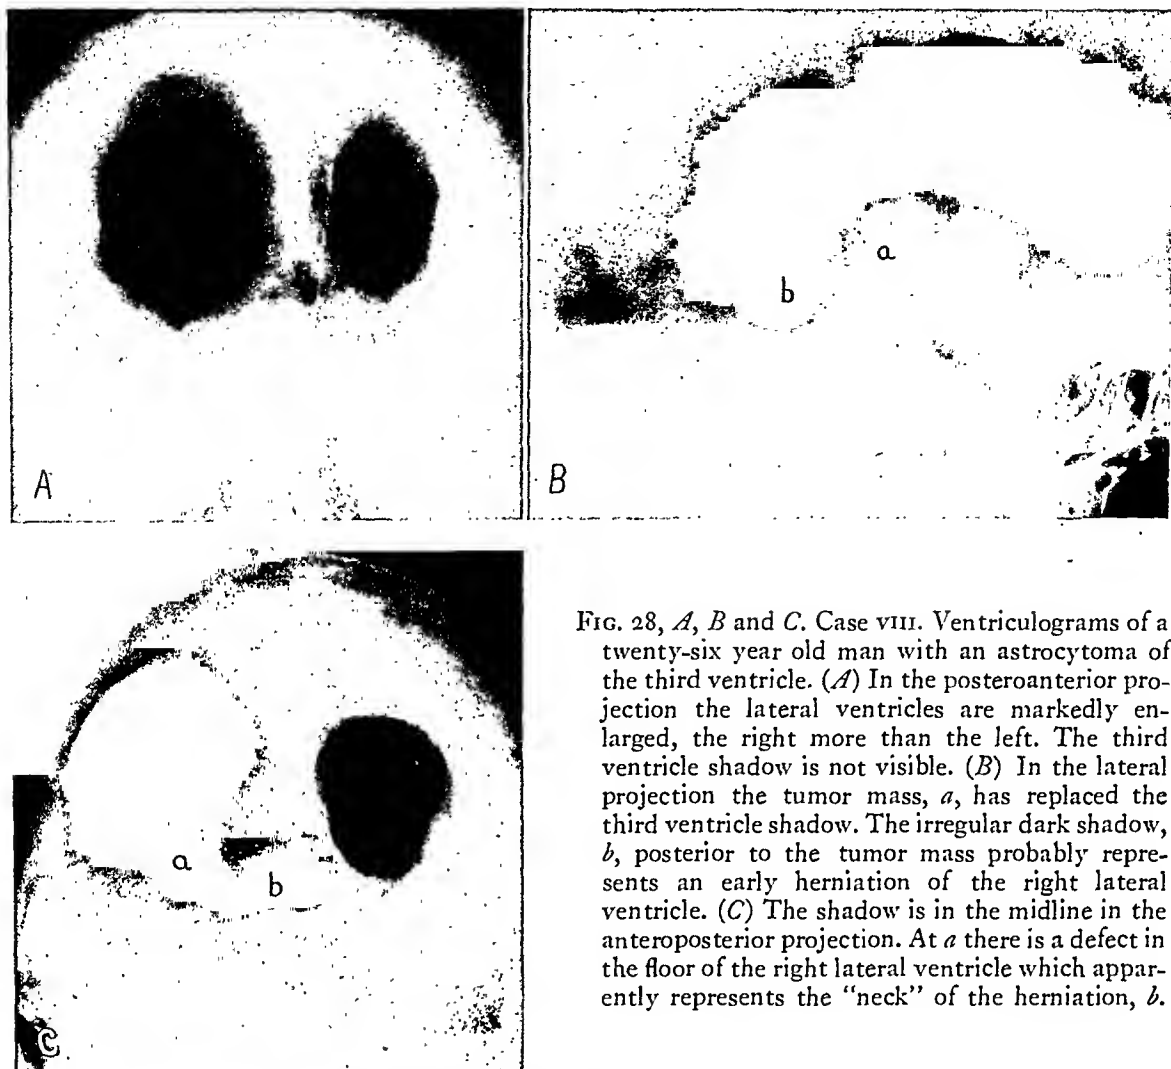 A
a
b
B
a
b
C
FIG. 28, A, B and C. Case VIII. Ventriculograms of a
twenty-six year old man with an astrocytoma of
the third ventricle. (A) In the posteroanterior pro-
jection the lateral ventricles are markedly en-
larged, the right more than the left. The third
ventricle shadow is not visible. (B) In the lateral
projection the tumor mass, a, has replaced the
third ventricle shadow. The irregular dark shadow,
b, posterior to the tumor mass probably repre-
sents an early herniation of the right lateral
ventricle. (C) The shadow is in the midline in the
anteroposterior projection. At a there is a defect in
the floor of the right lateral ventricle which appar-
ently represents the "neck" of the herniation, b.